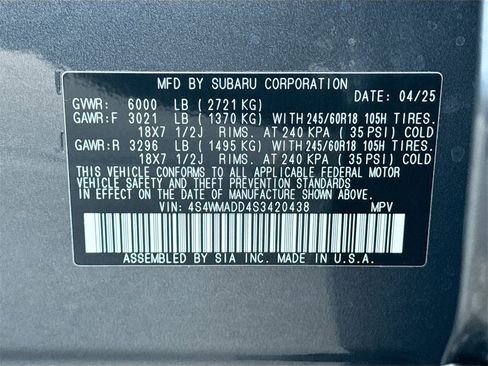 MFD BY SUBARU CORPORATION
DATE: 04/25
GVWR: 6000 LB ( 2721 KG)
GAWR:F 3021 LB ( 1370 KG) WITH 245/60R18 105H TIRES.
18X7 1/2J RIMS. AT 240 KPA ( 35 PSI) COLD
GAWR:R 3296 LB ( 1495 KG) WITH 245/60R18 105H TIRES.
18X7 1/2J RIMS. AT 240 KPA ( 35 PSI) COLD
THIS VEHICLE CONFORMS TO ALL APPLICABLE FEDERAL MOTOR
VEHICLE SAFETY AND THEFT PREVENTION STANDARDS
IN EFFECT ON THE DATE OF MANUFACTURE SHOWN ABOVE.
VIN: 4S4WMADD4S3420438 MPV
ASSEMBLED BY SIA INC. MADE IN U.S.A.